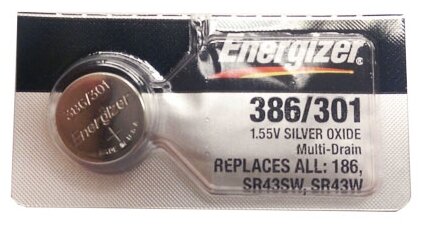 Energizer
386/301
1.55V SILVER OXIDE
Multi-Drain
REPLACES ALL: 186,
SR43SW, SR43W
386/301
Energizer